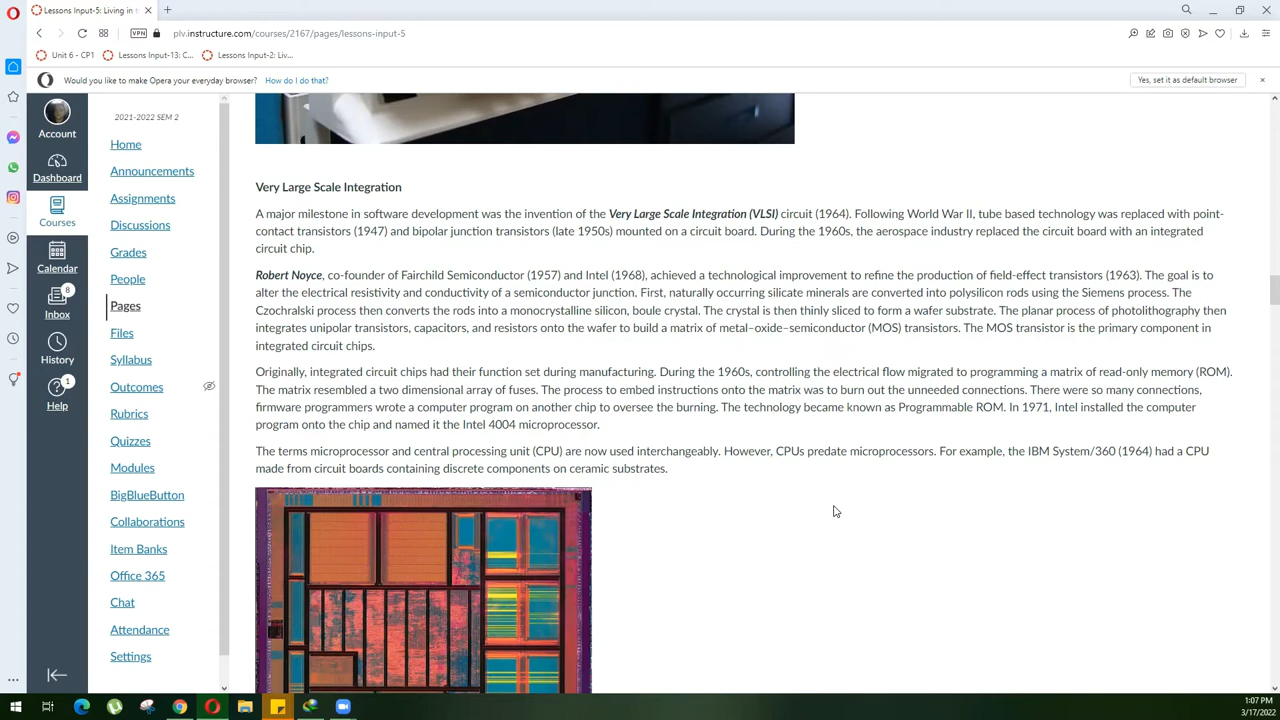 Lessons Input-5: Living in t
plv.instructure.com/courses/2167/pages/lessons-input-5
VPN
Unit 6 - CP1
Lessons Input-13: C...
Lessons Input-2: Liv...
Would you like to make Opera your everyday browser?
How do I do that?
Yes, set it as default browser
Account
Dashboard
Courses
Calendar
8
Inbox
History
1
Help
2021-2022 SEM 2
Home
Announcements
Assignments
Discussions
Grades
People
Pages
Files
Syllabus
Outcomes
Rubrics
Quizzes
Modules
BigBlueButton
Collaborations
Item Banks
Office 365
Chat
Attendance
Settings
Very Large Scale Integration
A major milestone in software development was the invention of the Very Large Scale Integration (VLSI) circuit (1964). Following World War II, tube based technology was replaced with point-
contact transistors (1947) and bipolar junction transistors (late 1950s) mounted on a circuit board. During the 1960s, the aerospace industry replaced the circuit board with an integrated
circuit chip.
Robert Noyce, co-founder of Fairchild Semiconductor (1957) and Intel (1968), achieved a technological improvement to refine the production of field-effect transistors (1963). The goal is to
alter the electrical resistivity and conductivity of a semiconductor junction. First, naturally occurring silicate minerals are converted into polysilicon rods using the Siemens process. The
Czochralski process then converts the rods into a monocrystalline silicon, boule crystal. The crystal is then thinly sliced to form a wafer substrate. The planar process of photolithography then
integrates unipolar transistors, capacitors, and resistors onto the wafer to build a matrix of metal–oxide–semiconductor (MOS) transistors. The MOS transistor is the primary component in
integrated circuit chips.
Originally, integrated circuit chips had their function set during manufacturing. During the 1960s, controlling the electrical flow migrated to programming a matrix of read-only memory (ROM).
The matrix resembled a two dimensional array of fuses. The process to embed instructions onto the matrix was to burn out the unneeded connections. There were so many connections,
firmware programmers wrote a computer program on another chip to oversee the burning. The technology became known as Programmable ROM. In 1971, Intel installed the computer
program onto the chip and named it the Intel 4004 microprocessor.
The terms microprocessor and central processing unit (CPU) are now used interchangeably. However, CPUs predate microprocessors. For example, the IBM System/360 (1964) had a CPU
made from circuit boards containing discrete components on ceramic substrates.
1:07 PM
3/17/2022